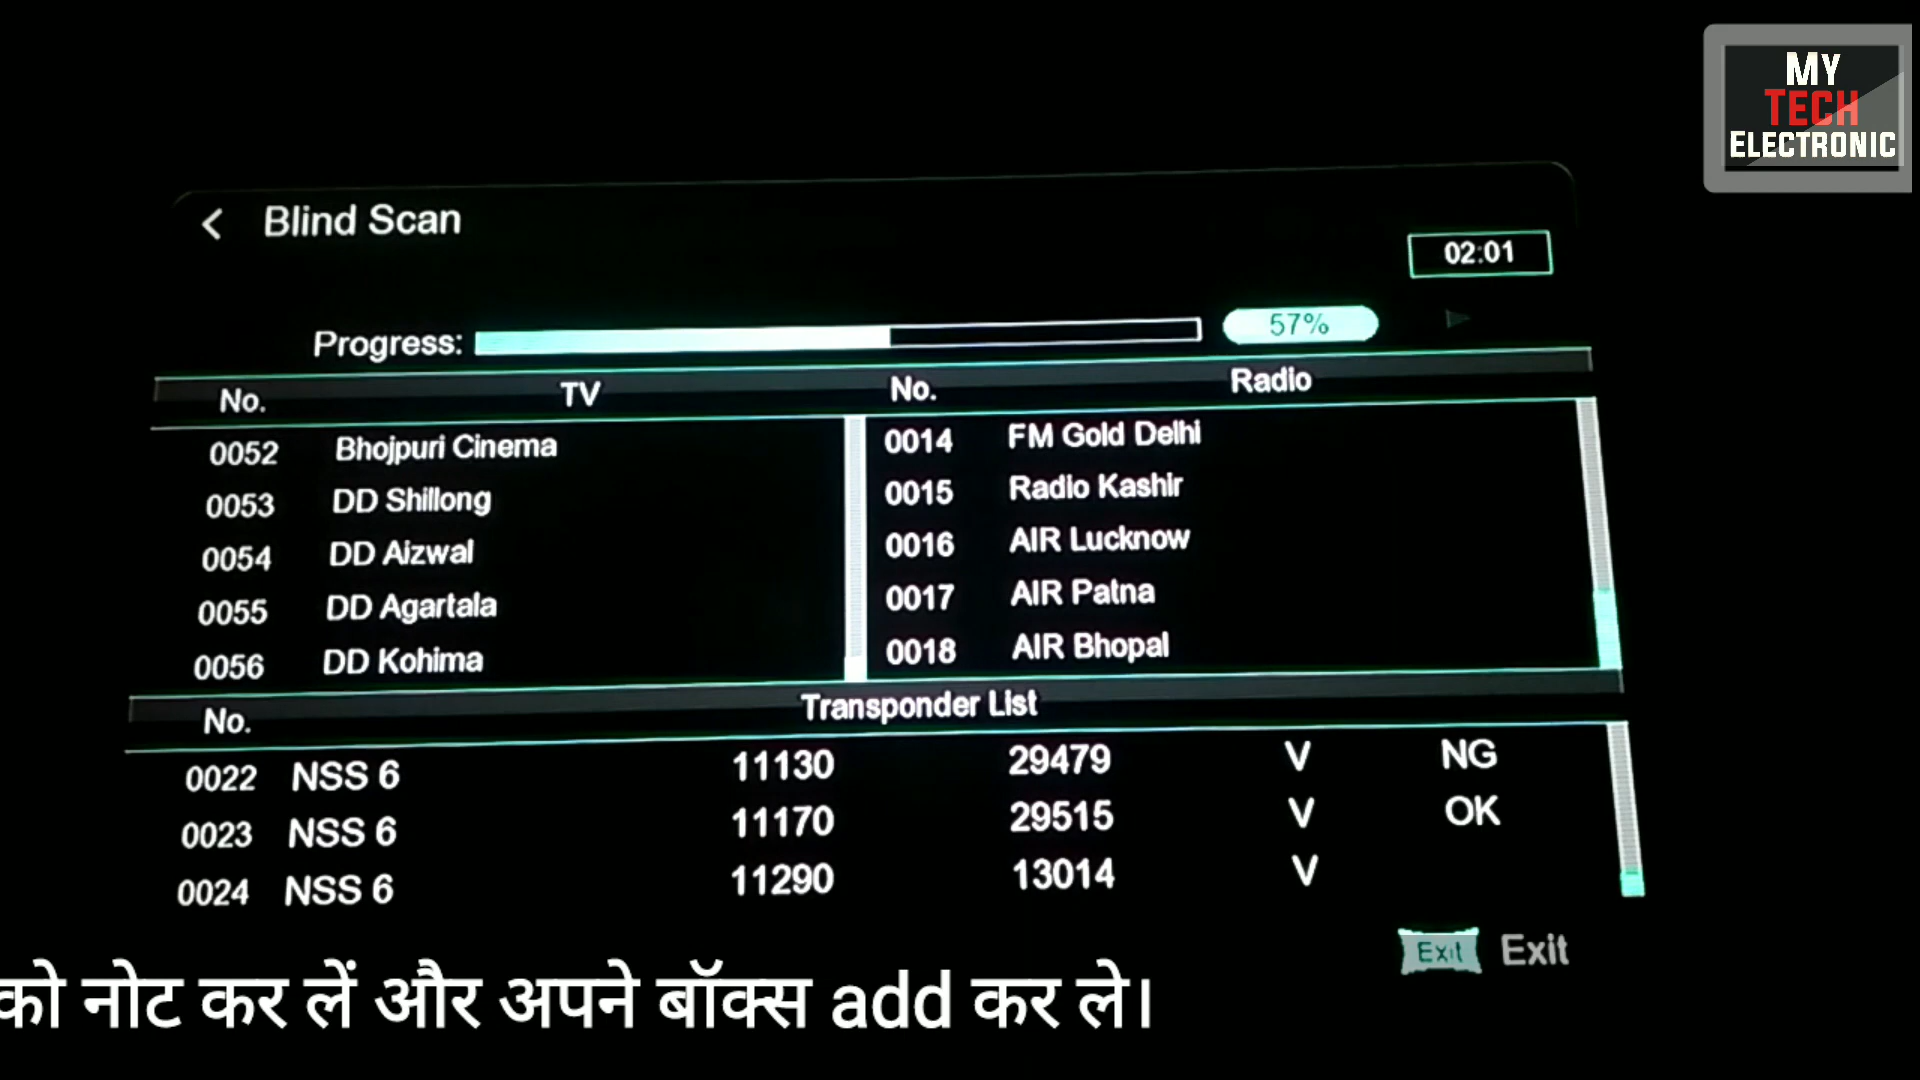 MY
TECH
ELECTRONIC
Blind Scan
02:01
Progress: 57%
No. TV No. Radio
0052 Bhojpuri Cinema 0014 FM Gold Delhi
0053 DD Shillong 0015 Radio Kashir
0054 DD Aizwal 0016 AIR Lucknow
0055 DD Agartala 0017 AIR Patna
0056 DD Kohima 0018 AIR Bhopal
No. Transponder List
0022 NSS 6 11130 29479 V NG
0023 NSS 6 11170 29515 V OK
0024 NSS 6 11290 13014 V
Exit Exit
को नोट कर लें और अपने बॉक्स add कर ले।